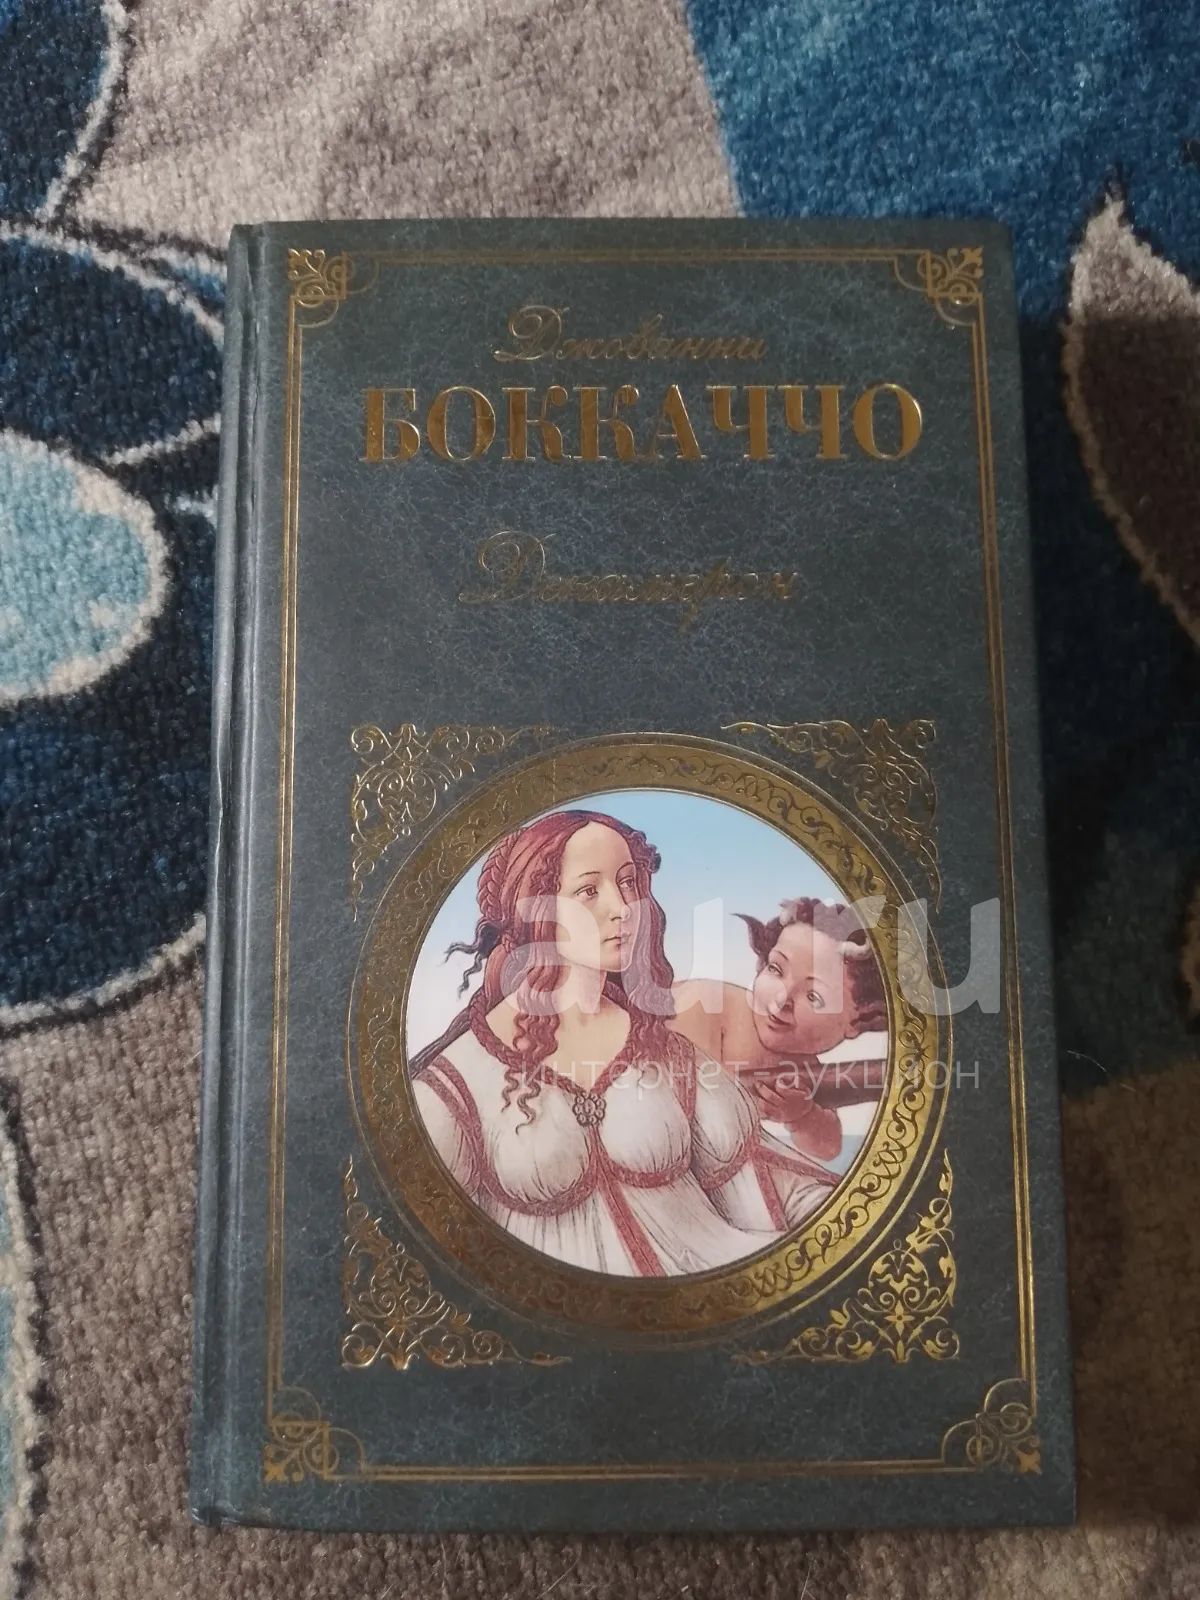 Джованни
БОККАЧЧО
Декамерон
au.ru
интернет-аукцион